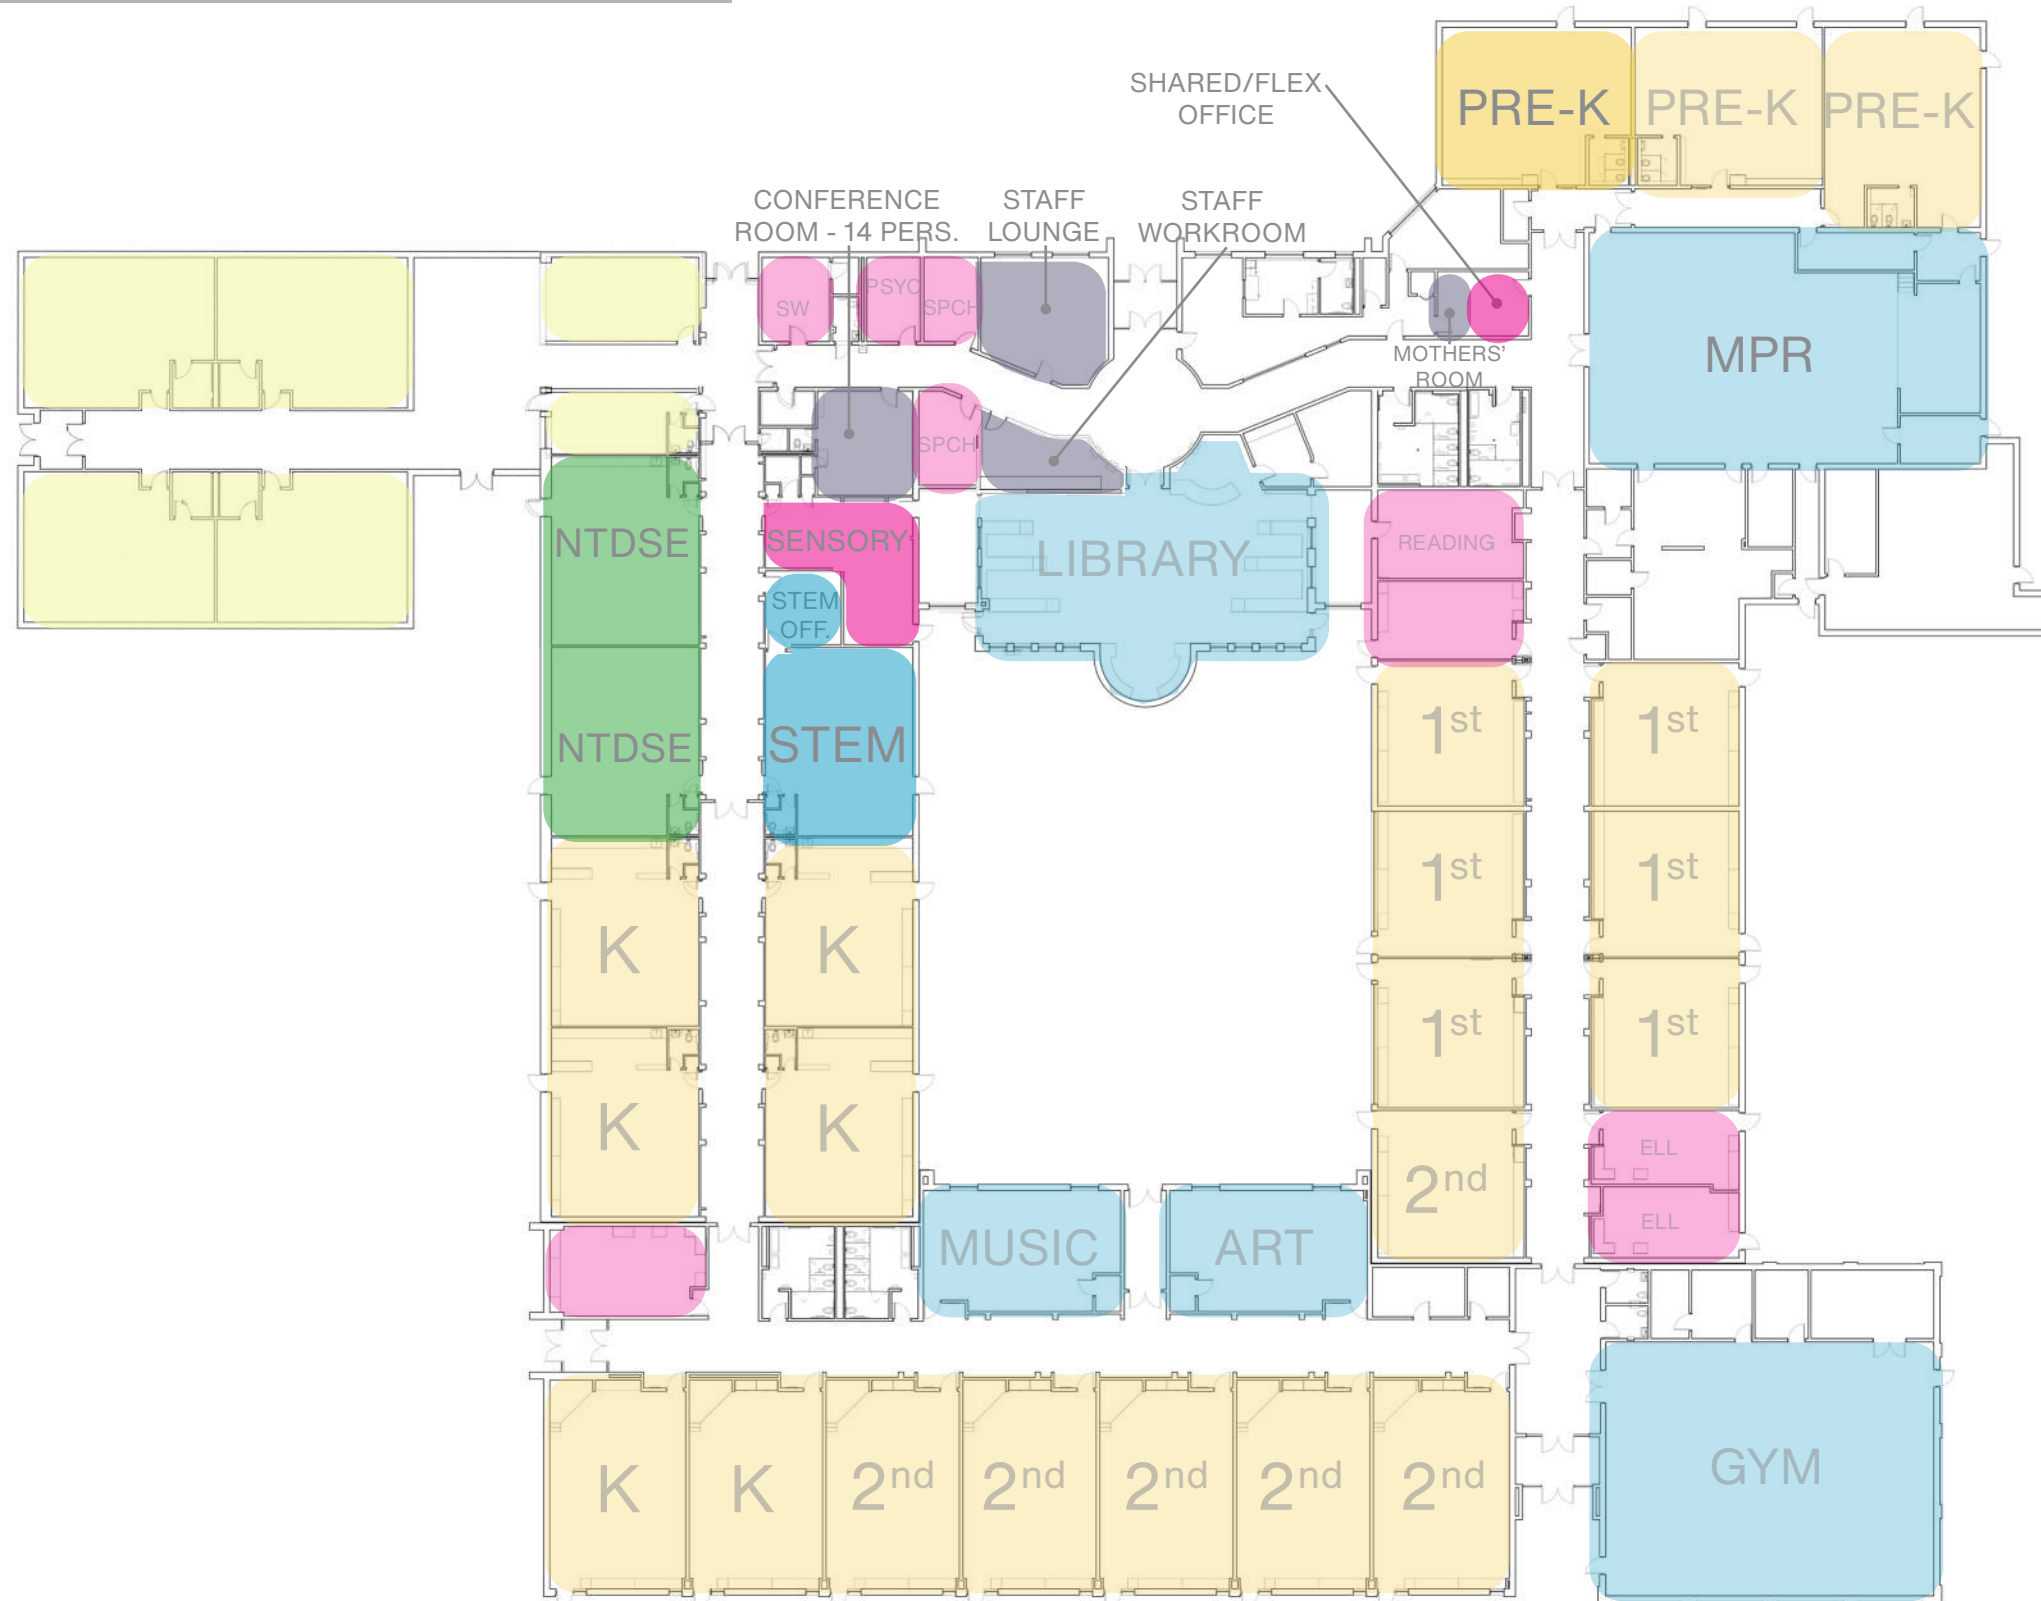 SHARED/FLEX
OFFICE
PRE-K
PRE-K
PRE-K
CONFERENCE
ROOM - 14 PERS.
STAFF
LOUNGE
STAFF
WORKROOM
SW
PSYC
SPCH
MOTHERS'
ROOM
MPR
SPCH
NTDSE
SENSORY
STEM
OFF.
LIBRARY
READING
NTDSE
STEM
1st
1st
1st
1st
1st
1st
K
K
K
K
2nd
ELL
ELL
MUSIC
ART
K
K
2nd
2nd
2nd
2nd
2nd
GYM